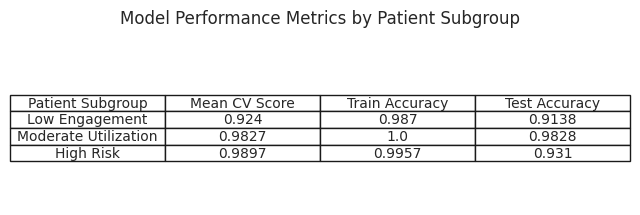 Model Performance Metrics by Patient Subgroup
Patient Subgroup Mean CV Score Train Accuracy Test Accuracy
Low Engagement 0.924 0.987 0.9138
Moderate Utilization 0.9827 1.0 0.9828
High Risk 0.9897 0.9957 0.931